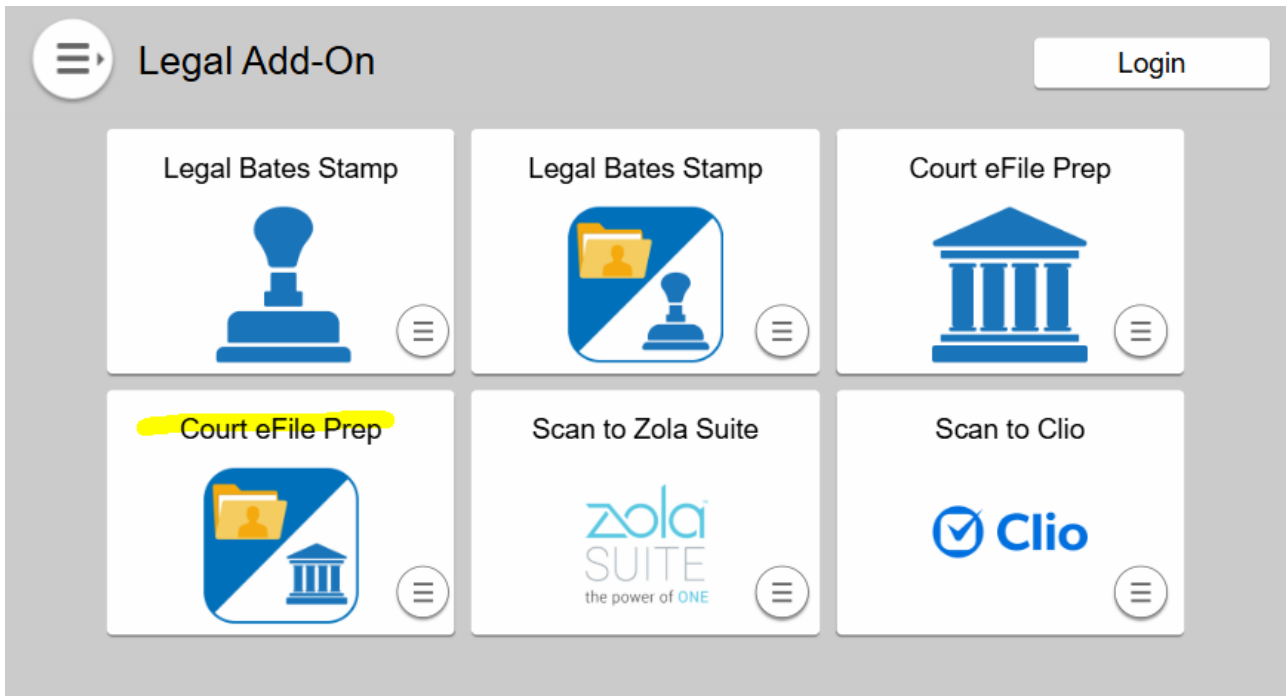 Legal Add-On
Login
Legal Bates Stamp
Legal Bates Stamp
Court eFile Prep
Court eFile Prep
Scan to Zola Suite
Scan to Clio
zola™
SUITE
the power of ONE
Clio